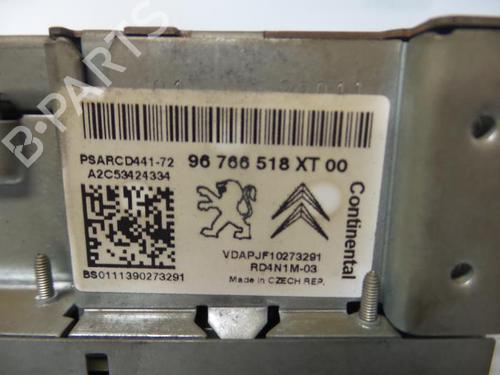 PSARCD441-72
96 766 518 XT 00
A2C53424334
Continental
VDAPJF10273291
RD4N1M-03
BS0111390273291
Made in CZECH REP.
B-PARTS